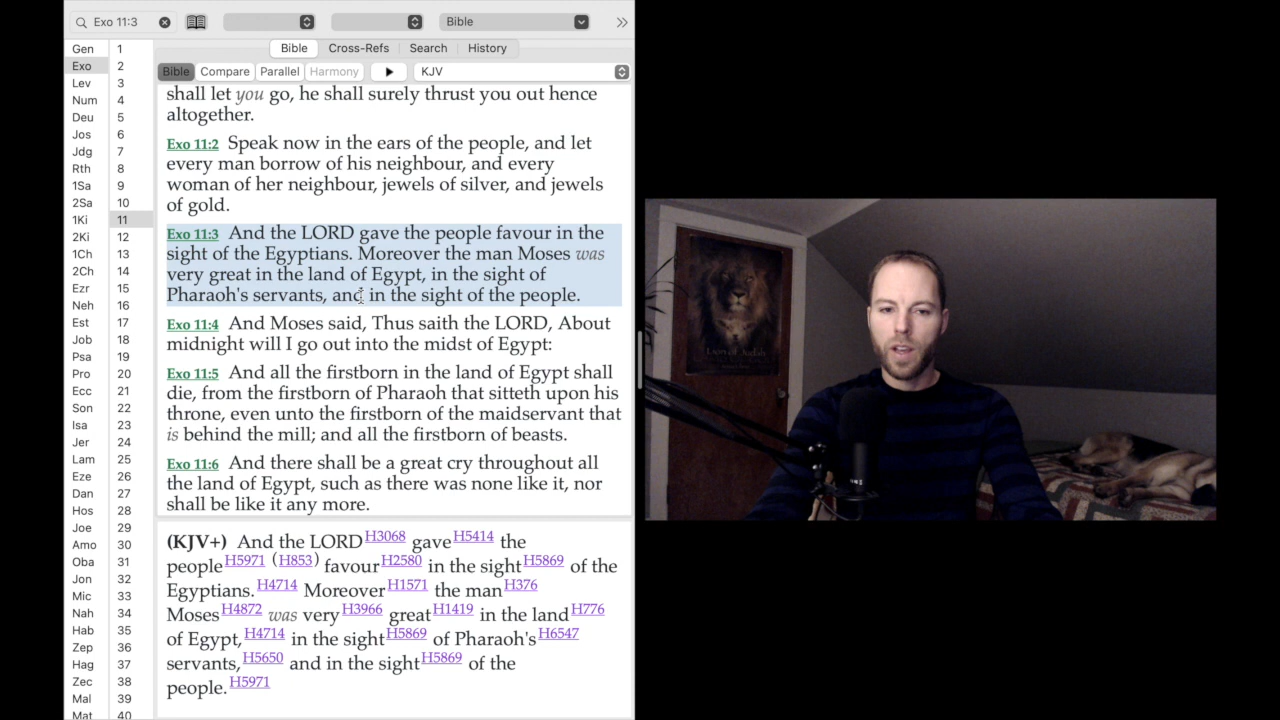 Exo 11:3
Bible
Bible Cross-Refs Search History
Bible Compare Parallel Harmony KJV
Gen 1
Exo 2
Lev 3
Num 4
Deu 5
Jos 6
Jdg 7
Rth 8
1Sa 9
2Sa 10
1Ki 11
2Ki 12
1Ch 13
2Ch 14
Ezr 15
Neh 16
Est 17
Job 18
Psa 19
Pro 20
Ecc 21
Son 22
Isa 23
Jer 24
Lam 25
Eze 26
Dan 27
Hos 28
Joe 29
Amo 30
Oba 31
Jon 32
Mic 33
Nah 34
Hab 35
Zep 36
Hag 37
Zec 38
Mal 39
Mat 40
shall let you go, he shall surely thrust you out hence
altogether.
Exo 11:2 Speak now in the ears of the people, and let
every man borrow of his neighbour, and every
woman of her neighbour, jewels of silver, and jewels
of gold.
Exo 11:3 And the LORD gave the people favour in the
sight of the Egyptians. Moreover the man Moses was
very great in the land of Egypt, in the sight of
Pharaoh's servants, and in the sight of the people.
Exo 11:4 And Moses said, Thus saith the LORD, About
midnight will I go out into the midst of Egypt:
Exo 11:5 And all the firstborn in the land of Egypt shall
die, from the firstborn of Pharaoh that sitteth upon his
throne, even unto the firstborn of the maidservant that
is behind the mill; and all the firstborn of beasts.
Exo 11:6 And there shall be a great cry throughout all
the land of Egypt, such as there was none like it, nor
shall be like it any more.
(KJV+) And the LORD H3068 gave H5414 the
people H5971 (H853) favour H2580 in the sight H5869 of the
Egyptians. H4714 Moreover H1571 the man H376
Moses H4872 was very H3966 great H1419 in the land H776
of Egypt, H4714 in the sight H5869 of Pharaoh's H6547
servants, H5650 and in the sight H5869 of the
people. H5971
Lion of Judah